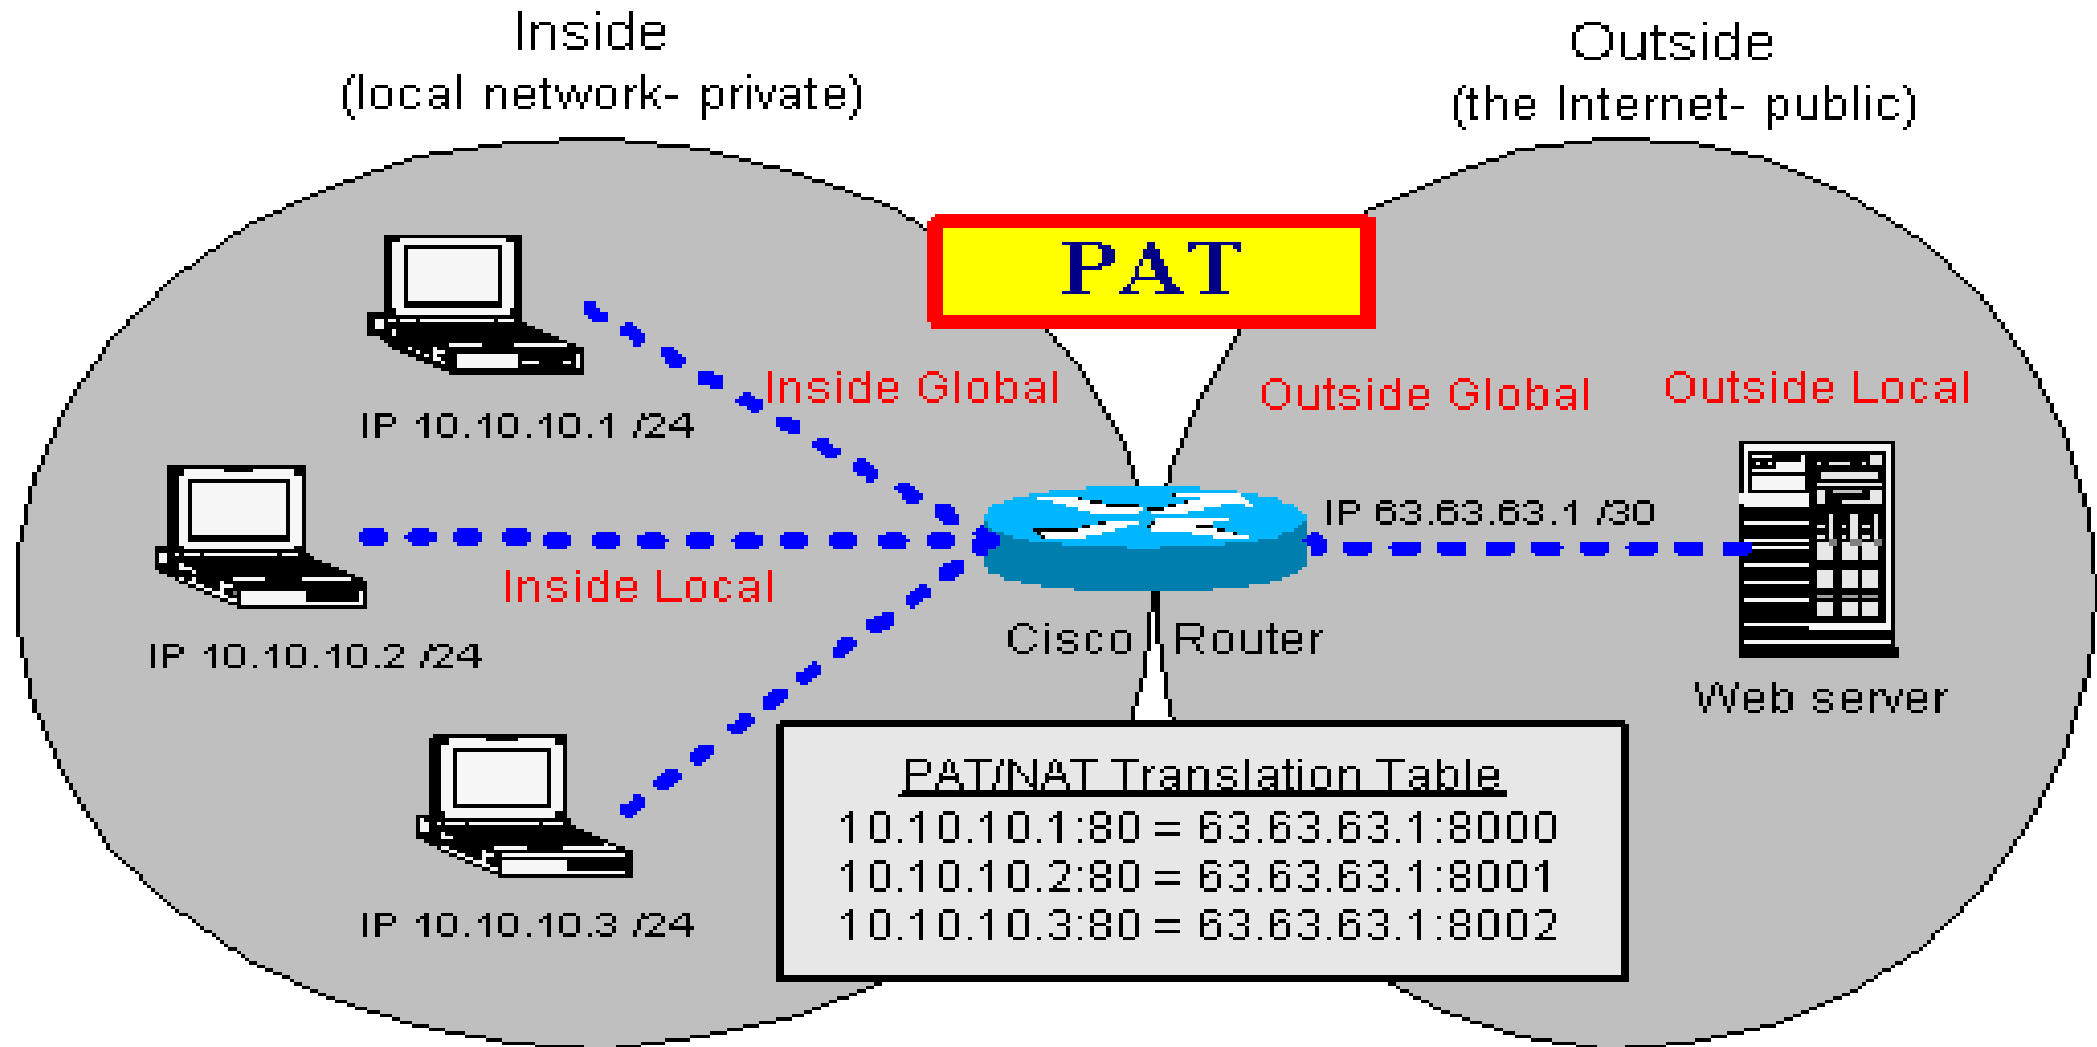 Inside
(local network- private)
Outside
(the Internet- public)
PAT
Inside Global
Outside Global
Outside Local
IP 10.10.10.1 /24
IP 63.63.63.1 /30
Inside Local
IP 10.10.10.2 /24
Cisco Router
Web server
IP 10.10.10.3 /24
PAT/NAT Translation Table
10.10.10.1:80 = 63.63.63.1:8000
10.10.10.2:80 = 63.63.63.1:8001
10.10.10.3:80 = 63.63.63.1:8002